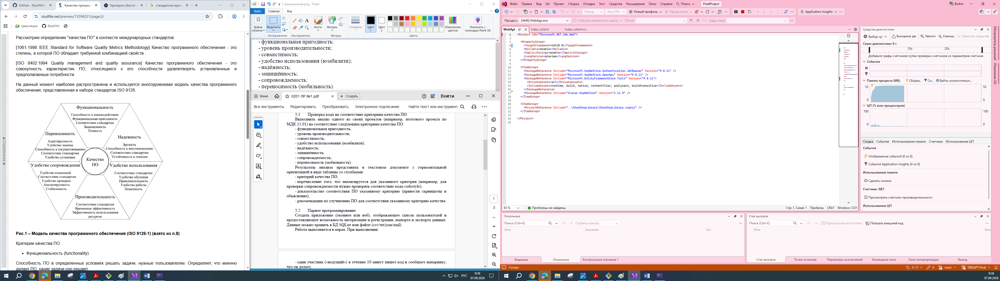 GitHub - KlosHiHi/D
Качество програм
Критерии обеспеч
стандартное врем
studfile.net/preview/13396321/page:3/
трансляция
KlosHiHi
Содержание
Рассмотрим определение "качества ПО" в контексте международных стандартов:
[1061-1998 IEEE Standard for Software Quality Metrics Methodology] Качество программного обеспечения - это
степень, в которой ПО обладает требуемой комбинацией свойств .
[ISO 8402:1994 Quality management and quality assurance] Качество программного обеспечения - это
совокупность характеристик ПО, относящихся к его способности удовлетворять установленные и
предполагаемые потребности.
На данный момент наиболее распространена и используется многоуровневая модель качества программного
обеспечения, представленная в наборе стандартов ISO 9126.
Функциональность
Способность к взаимодействию
Функциональная пригодность
Соответствие стандартам
Защищенность
Точность
Переносимость
Адаптируемость
Удобство замены
Способность к сосуществованию
Соответствие стандартам
Удобство установки
Надежность
Зрелость
Способность к восстановлению
Соответствие стандартам
Устойчивость к отказам
Качество
ПО
Удобство сопровождения
Удобство изменений
Соответствие стандартам
Удобство проверки
Анализируемость
Стабильность
Удобство использования
Соответствие стандартам
Удобство обучения
Привлекательность
Удобство работы
Понятность
Производительность
Соответствие стандартам
Временная эффективность
Эффективность использования
ресурсов
Рис.1 – Модель качества программного обеспечения (ISO 9126-1) (взято из л.8)
Критерии качества ПО:
• Функциональность (functionality).
Способность ПО в определенных условиях решать задачи, нужные пользователям. Определяет, что именно
делает ПО, какие задачи оно решает.
Безымянный.png - Paint
Файл
Главная
Вид
Буфер
обмена
Выделить
Изображение
Инструменты
Кисти
Фигуры
Фигуры
Толщина
Цвет
1
Цвет
2
Цвета
Изменение
цветов
Изменить с
помощью Paint 3D
- функциональная пригодность;
- уровень производительности;
- совместимость;
- удобство использования (юзабилити);
- надёжность;
- защищённость;
- сопровождаемость;
- переносимость (мобильность).
Меню
0201 ЛР №1.pdf
Создать
Войти
Все инструменты
Редактировать
Преобразовать
Электронное подписание
Найти текст или инструмент
5.1 Проверка кода на соответствие критериям качества ПО
Выполнить анализ одного из своих проектов (например, итогового проекта по
МДК.11.01) на соответствие следующим критериям качества ПО:
- функциональная пригодность;
- уровень производительности;
- совместимость;
- удобство использования (юзабилити);
- надёжность;
- защищённость;
- сопровождаемость;
- переносимость (мобильность).
Результаты анализа представить в текстовом документе с горизонтальной
ориентацией в виде таблицы со столбцами:
- критерий качества ПО,
- перечисление того, что анализируется для указанного критерия (например, для
проверки сопровождаемости нужно проверять соответствие кода codestyle),
- доказательство соответствия ПО указанному критерию (привести скриншоты и
объяснение),
- рекомендации по улучшению ПО для соответствия указанному критерию качества.
5.2 Парное программирование
Создать приложение (оконное или веб), отображающее список пользователей и
предоставляющее возможность авторизации и регистрации, импорта и экспорта данных.
Данные можно хранить в БД SQLite или файле (csv/txt/json/xml).
Работа выполняется в парах. При выполнении:
- один участник («ведущий») в течение 10 минут пишет код и сообщает напарнику,
что он делает,
1
3
РУС
9:38
07.09.2026
Файл Правка Вид Git Проект Сборка Отладка Тест Средства Расширения Окно Справка Поиск FinalProject
Войти
Debug
Any CPU
Новый профиль
Продолжить
Application Insights
Процесс: [4448] WebApp.exe
События жизненного цикла
Поток:
Кадр стека:
WebApi
Index.cshtml
Index.cshtml.cs
1 <Project Sdk="Microsoft.NET.Sdk.Web">
2
3 <PropertyGroup>
4 <TargetFramework>net10.0</TargetFramework>
5 <Nullable>enable</Nullable>
6 <ImplicitUsings>enable</ImplicitUsings>
7 <LangVersion>preview</LangVersion>
8 </PropertyGroup>
9
10 <ItemGroup>
11 <PackageReference Include="Microsoft.AspNetCore.Authentication.JwtBearer" Version="9.0.11" />
12 <PackageReference Include="Microsoft.AspNetCore.OpenApi" Version="9.0.11" />
13 <PackageReference Include="Microsoft.EntityFrameworkCore.Tools" Version="9.0.11">
14 <PrivateAssets>all</PrivateAssets>
15 <IncludeAssets>runtime; build; native; contentfiles; analyzers; buildtransitive</IncludeAssets>
16 </PackageReference>
17 <PackageReference Include="Scalar.AspNetCore" Version="2.11.9" />
18 </ItemGroup>
19
20 <ItemGroup>
21 <ProjectReference Include="..\ShoeShopLibrary\ShoeShopLibrary.csproj" />
22 </ItemGroup>
23
24 </Project>
25
83 %
Проблемы не найдены.
Стр: 1, Симв: 1
Пробелы
CRLF
Windows 1251
Средства диагностики
Выбор ср
Выходные дан
Увелич
Уменьш
Сбросить представ
Сеанс диагностики: 9 с
10с
20с
Добавьте графы счетчиков путем проверки счетчиков из параметров счетчика
События
Память процесса (МБ)
Сборка...
Сн...
Байты исключительн...
52
52
0
0
ЦП (% всех процессоров)
100
100
0
0
Сводка События Использование памяти Счетчики Использование ЦП
События
Отображение событий (0 из 0)
События Application Insights (0 из 0)
Использование памяти
Сделать снимок
Счетчики .NET
Просмотреть счетчики производительности
Использование ЦП
Обозреватель решений
Изменения Git
Локальные
Поиск (Ctrl+E)
Глубина поиска:
Имя
Значение
Тип
Видимые
Локальные
Контрольные значения 1
Стек вызовов
Поиск (Ctrl+E)
Просмотреть все потоки
Показать внешний код
Имя
Язык
Стек вызовов
Точки останова
Параметры исключений
Командное окно
Окно интерпретации
Вывод
Готово
0 / 0
6
main
DBDaPT-final
9:38
07.09.2026